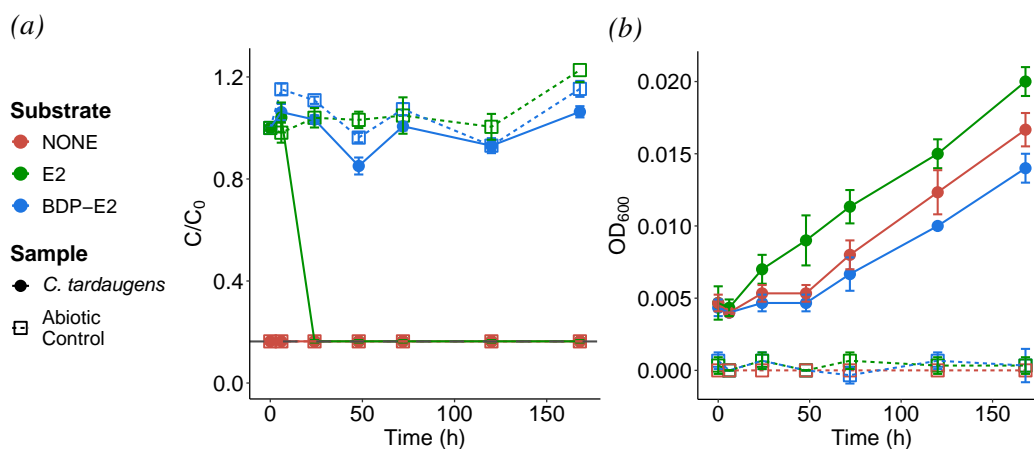 (a)
(b)
Substrate
NONE
E2
BDP−E2
Sample
C. tardaugens
Abiotic
Control
C/C0
1.2
0.8
0.4
0.0
0
50
100
150
Time (h)
OD600
0.020
0.015
0.010
0.005
0.000
0
50
100
150
Time (h)